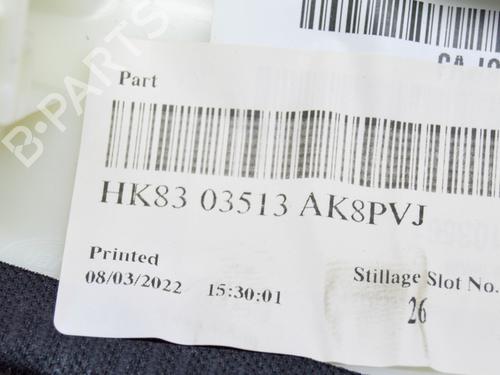 Part
HK83 03513 AK8PVJ
Printed
08/03/2022 15:30:01
Stillage Slot No.
26
B-PARTS